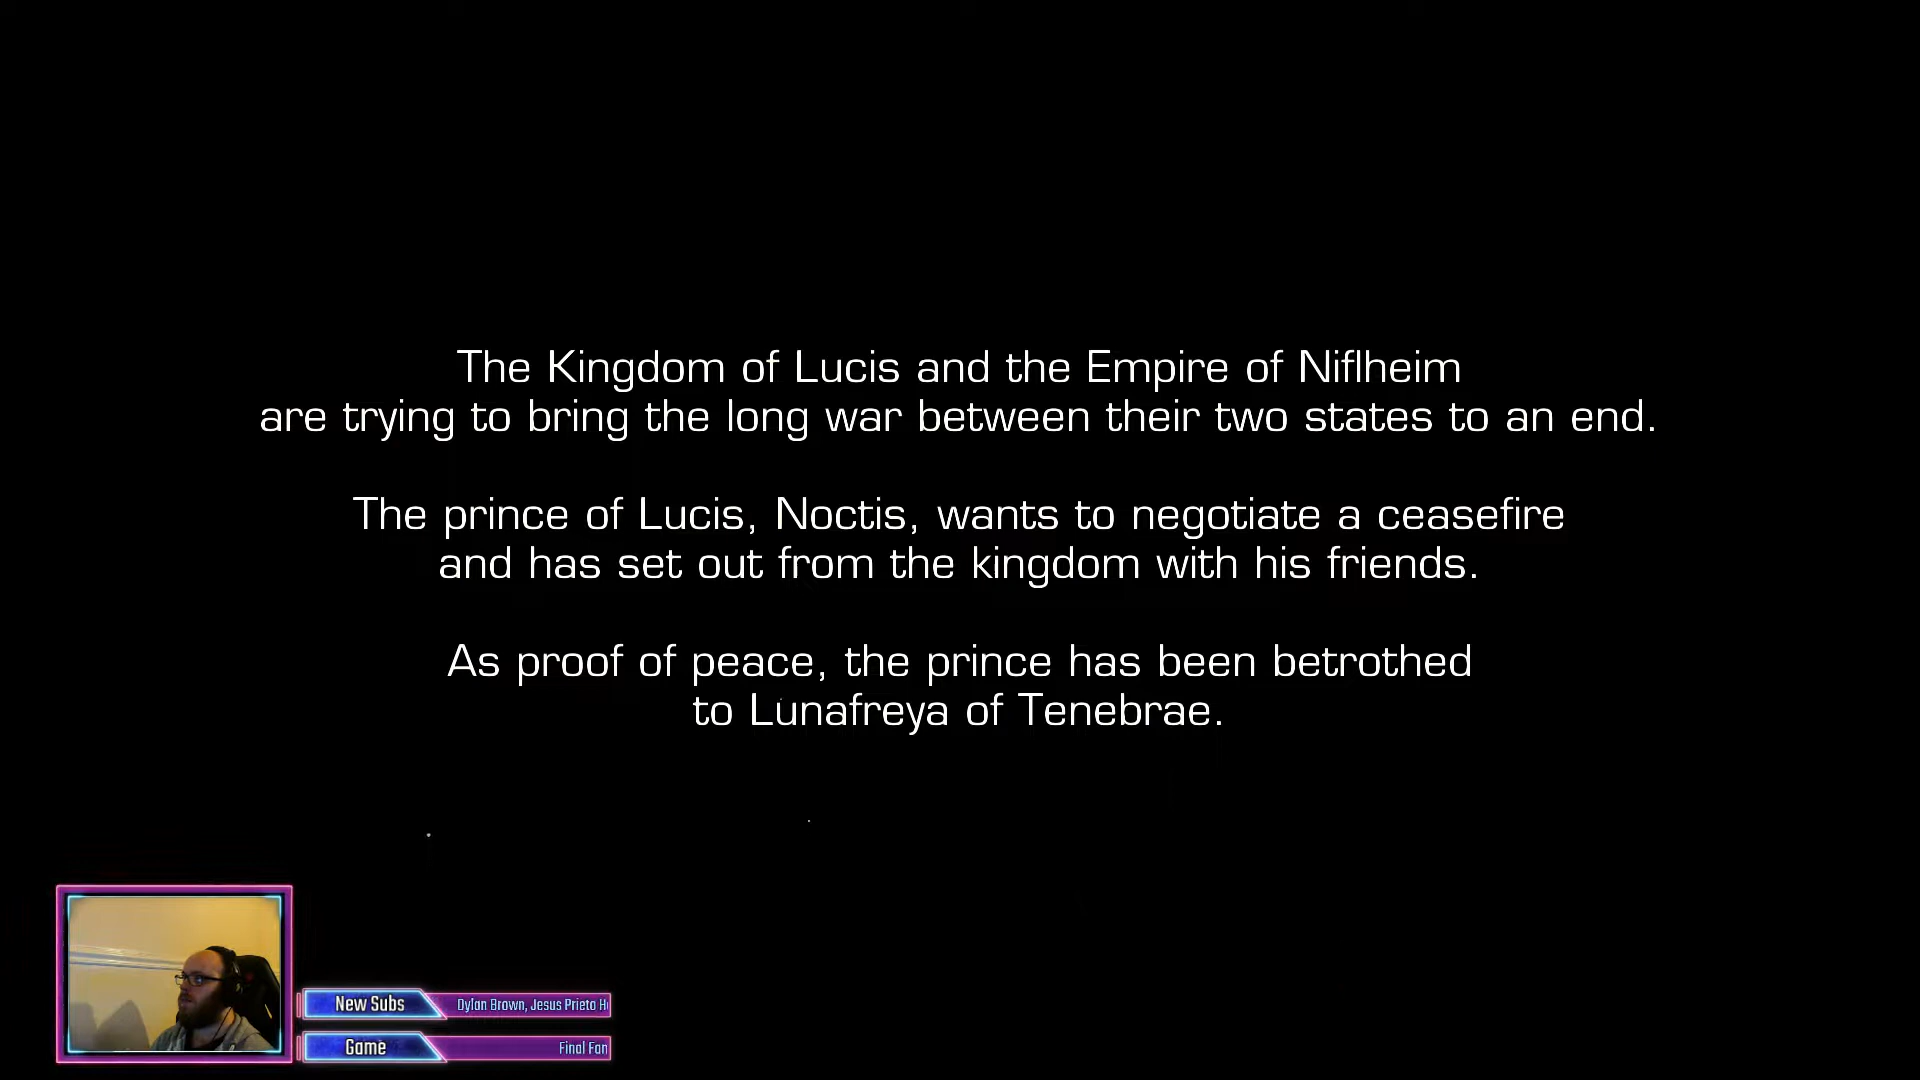 The Kingdom of Lucis and the Empire of Niflheim
are trying to bring the long war between their two states to an end.
The prince of Lucis, Noctis, wants to negotiate a ceasefire
and has set out from the kingdom with his friends.
As proof of peace, the prince has been betrothed
to Lunafreya of Tenebrae.
New Subs
Dylan Brown, Jesus Prieto H
Game
Final Fan